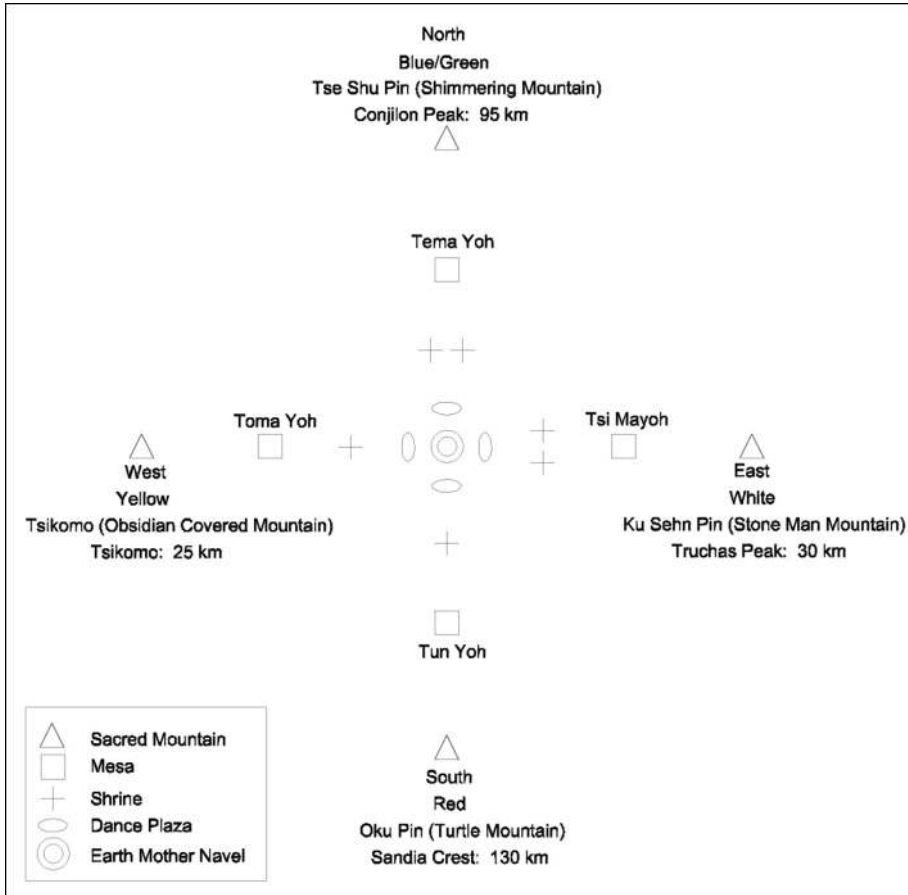 North
Blue/Green
Tse Shu Pin (Shimmering Mountain)
Conjilon Peak: 95 km
Tema Yoh
Toma Yoh
Tsi Mayoh
West
Yellow
Tsikomo (Obsidian Covered Mountain)
Tsikomo: 25 km
East
White
Ku Sehn Pin (Stone Man Mountain)
Truchas Peak: 30 km
Tun Yoh
South
Red
Oku Pin (Turtle Mountain)
Sandia Crest: 130 km
Sacred Mountain
Mesa
Shrine
Dance Plaza
Earth Mother Navel